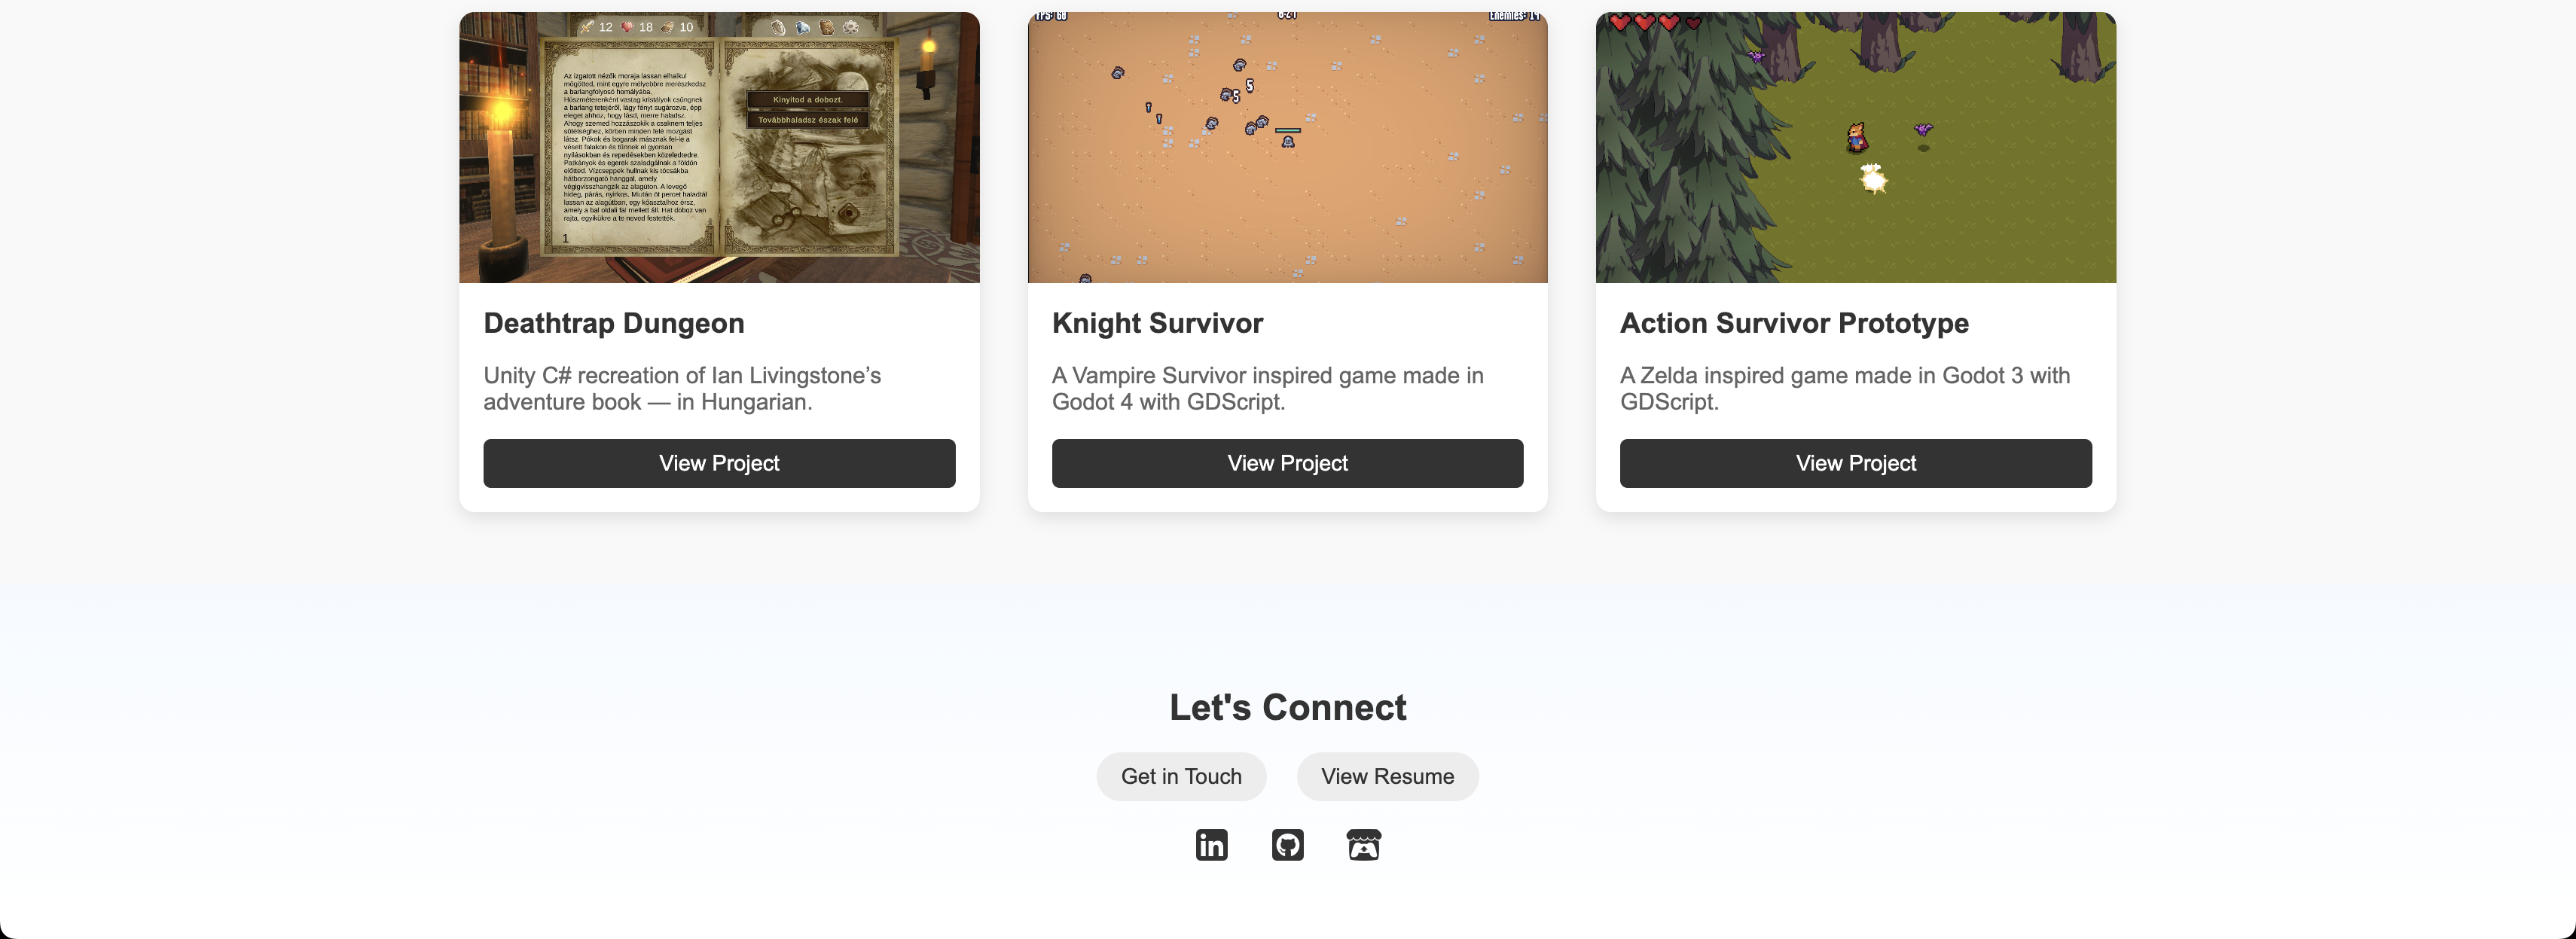 12 18 10
Az izgatott nézők moraja lassan elhalkul
mögötted, mint egyre mélyebbre merészkedsz
a barlangfolyosó homályába.
Húszméterenként vastag kristályok csüngnek
a barlang tetejéről, lágy fényt sugározva, épp
eleget ahhoz, hogy lásd, merre haladsz.
Ahogy szemed hozzászokik a csaknem teljes
sötétséghez, körben minden felé mozgást
látsz. Pókok és bogarak másznak fel-le a
vésett falakon és tűnnek el gyorsan
nyílásokban és repedésekben közeledtedre.
Patkányok és egerek szaladgálnak a földön
előtted. Vízcseppek hullnak kis tócsákba
hátborzongató hanggal, amely
végigvisszhangzik az alagúton. A levegő
hideg, párás, nyirkos. Miután öt percet haladtál
lassan az alagútban, egy kőasztalhoz érsz,
amely a bal oldali fal mellett áll. Hat doboz van
rajta, egyikükre a te neved festették.
1
Kinyitod a dobozt.
Továbbhaladsz észak felé
FPS: 60
Enemies: 14
5
5
Deathtrap Dungeon
Unity C# recreation of Ian Livingstone’s
adventure book — in Hungarian.
View Project
Knight Survivor
A Vampire Survivor inspired game made in
Godot 4 with GDScript.
View Project
Action Survivor Prototype
A Zelda inspired game made in Godot 3 with
GDScript.
View Project
Let's Connect
Get in Touch
View Resume
in